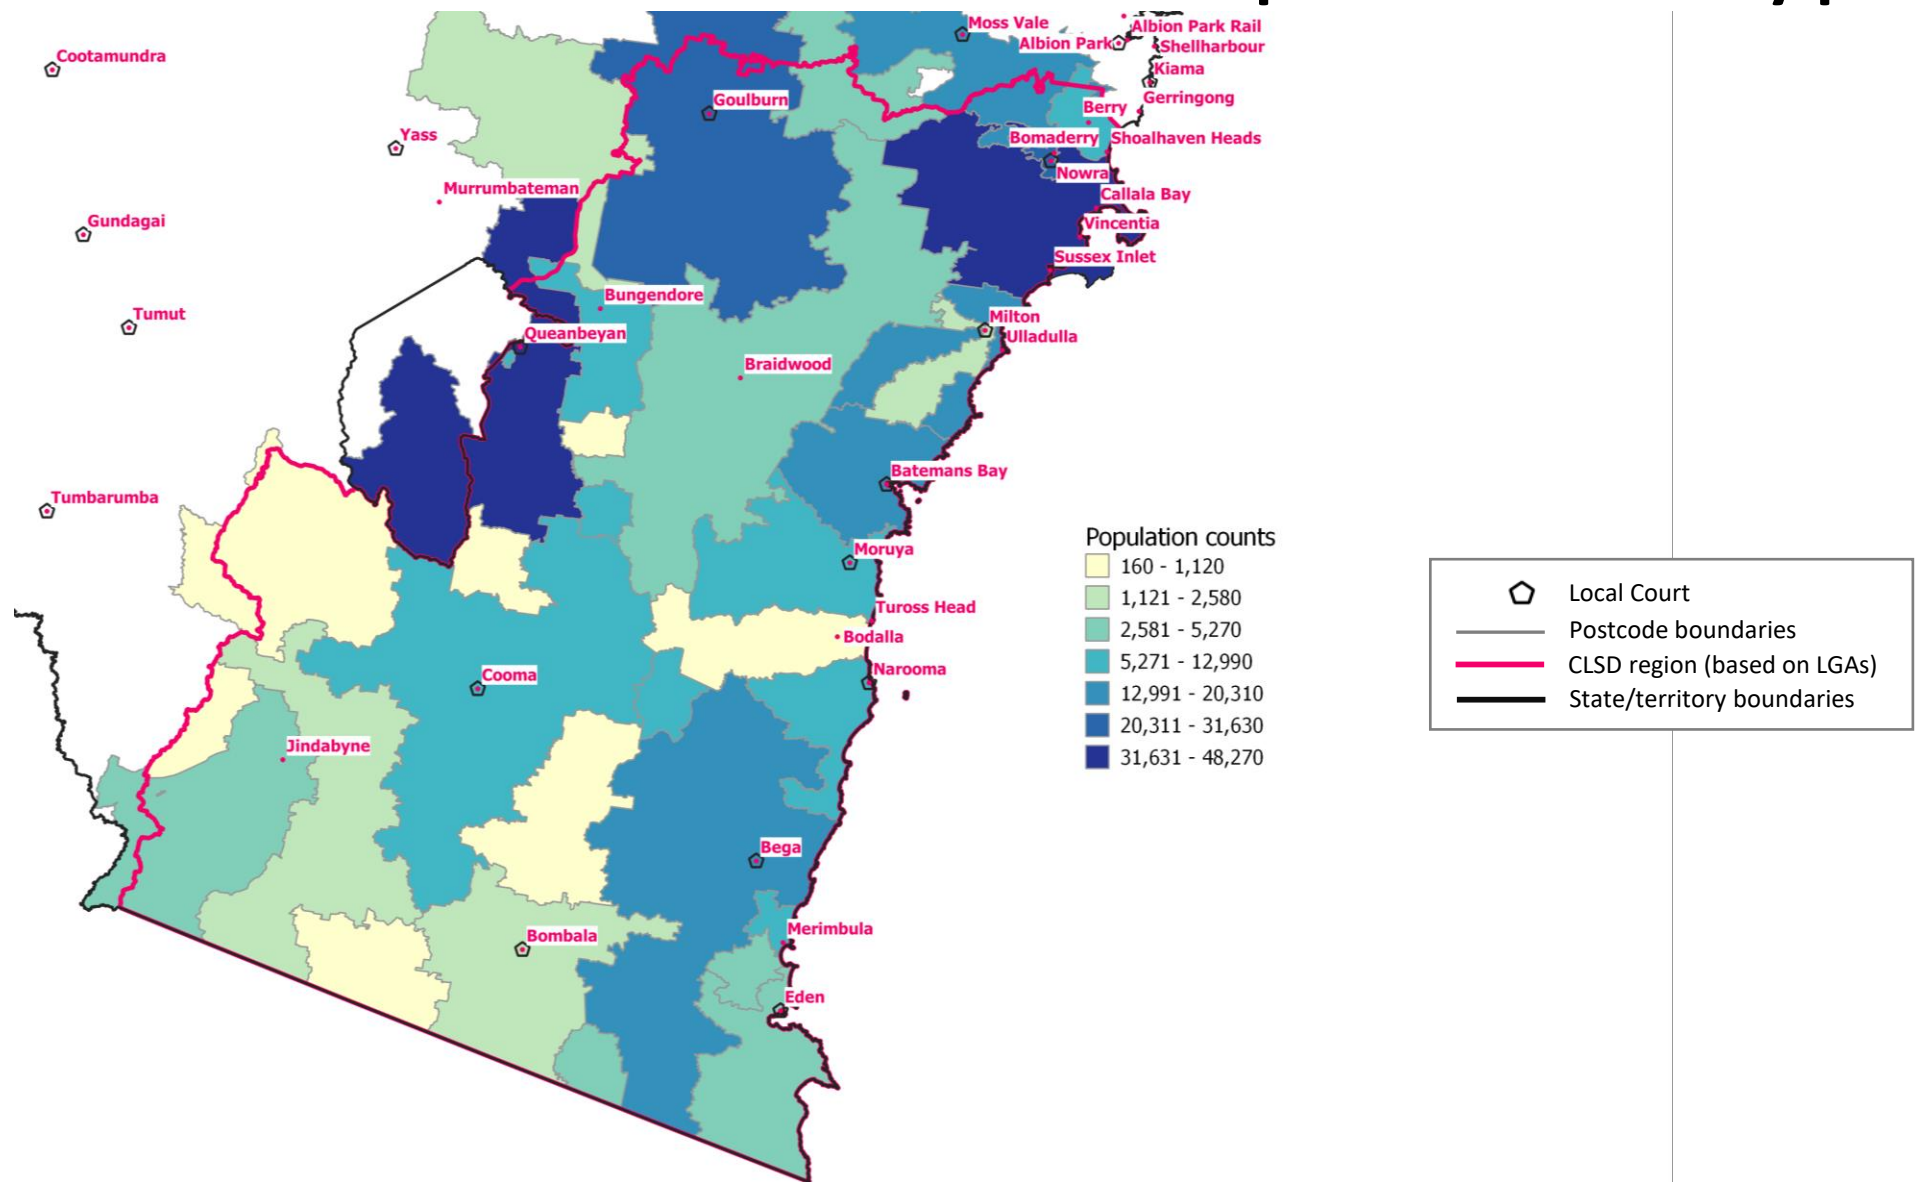 Moss Vale
Albion Park Rail
Albion Park
Shellharbour
Cootamundra
Kiama
Goulburn
Gerringong
Berry
Yass
Bomaderry
Shoalhaven Heads
Nowra
Murrumbateman
Callala Bay
Gundagai
Vincentia
Sussex Inlet
Bungendore
Tumut
Milton
Queanbeyan
Ulladulla
Braidwood
Batemans Bay
Tumbarumba
Population counts
Moruya
160 - 1,120
1,121 - 2,580
Tuross Head
2,581 - 5,270
Bodalla
5,271 - 12,990
Narooma
Cooma
12,991 - 20,310
20,311 - 31,630
Jindabyne
31,631 - 48,270
Local Court
Postcode boundaries
CLSD region (based on LGAs)
State/territory boundaries
Bega
Merimbula
Bombala
Eden